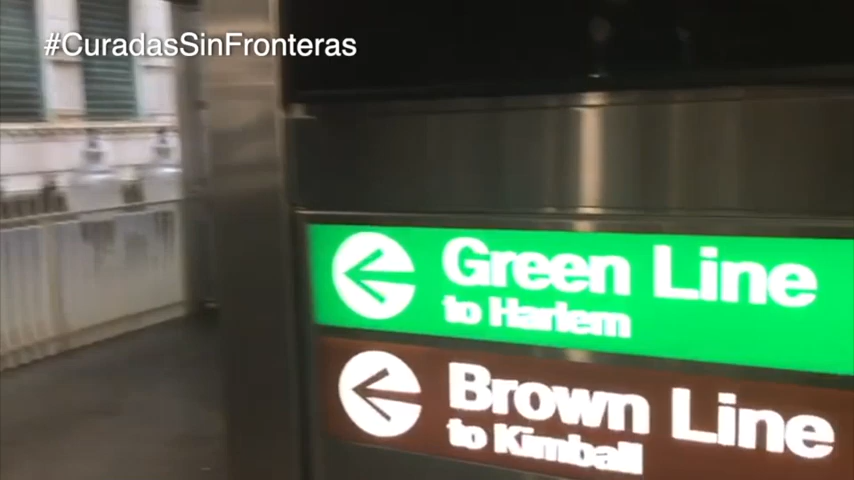 #CuradasSinFronteras
Green Line
to Harlem
Brown Line
to Kimball